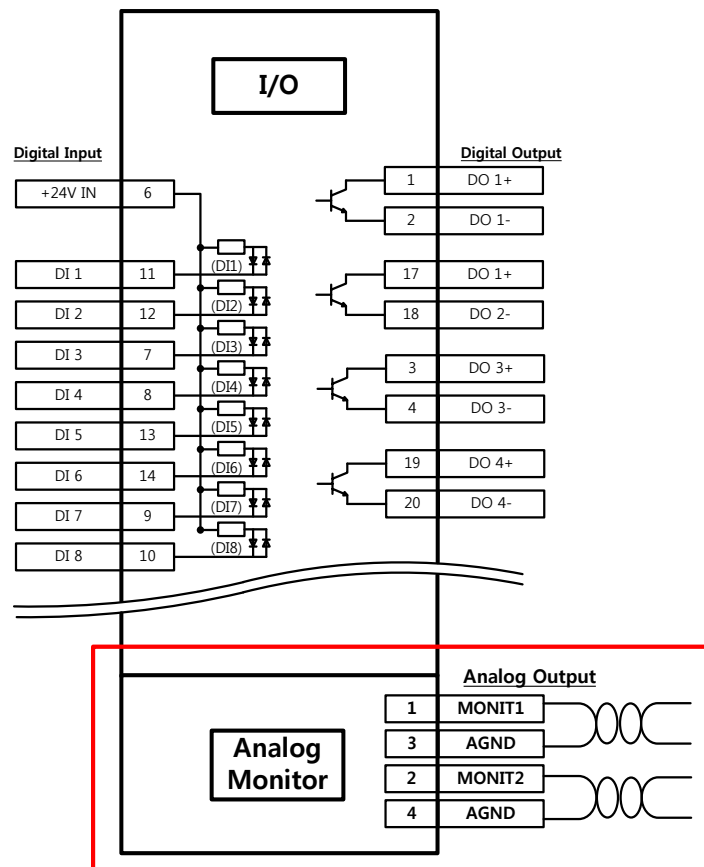 I/O
Digital Input
+24V IN 6
DI 1 11
DI 2 12
DI 3 7
DI 4 8
DI 5 13
DI 6 14
DI 7 9
DI 8 10
(DI1)
(DI2)
(DI3)
(DI4)
(DI5)
(DI6)
(DI7)
(DI8)
Digital Output
1 DO 1+
2 DO 1-
17 DO 1+
18 DO 2-
3 DO 3+
4 DO 3-
19 DO 4+
20 DO 4-
Analog
Monitor
Analog Output
1 MONIT1
3 AGND
2 MONIT2
4 AGND